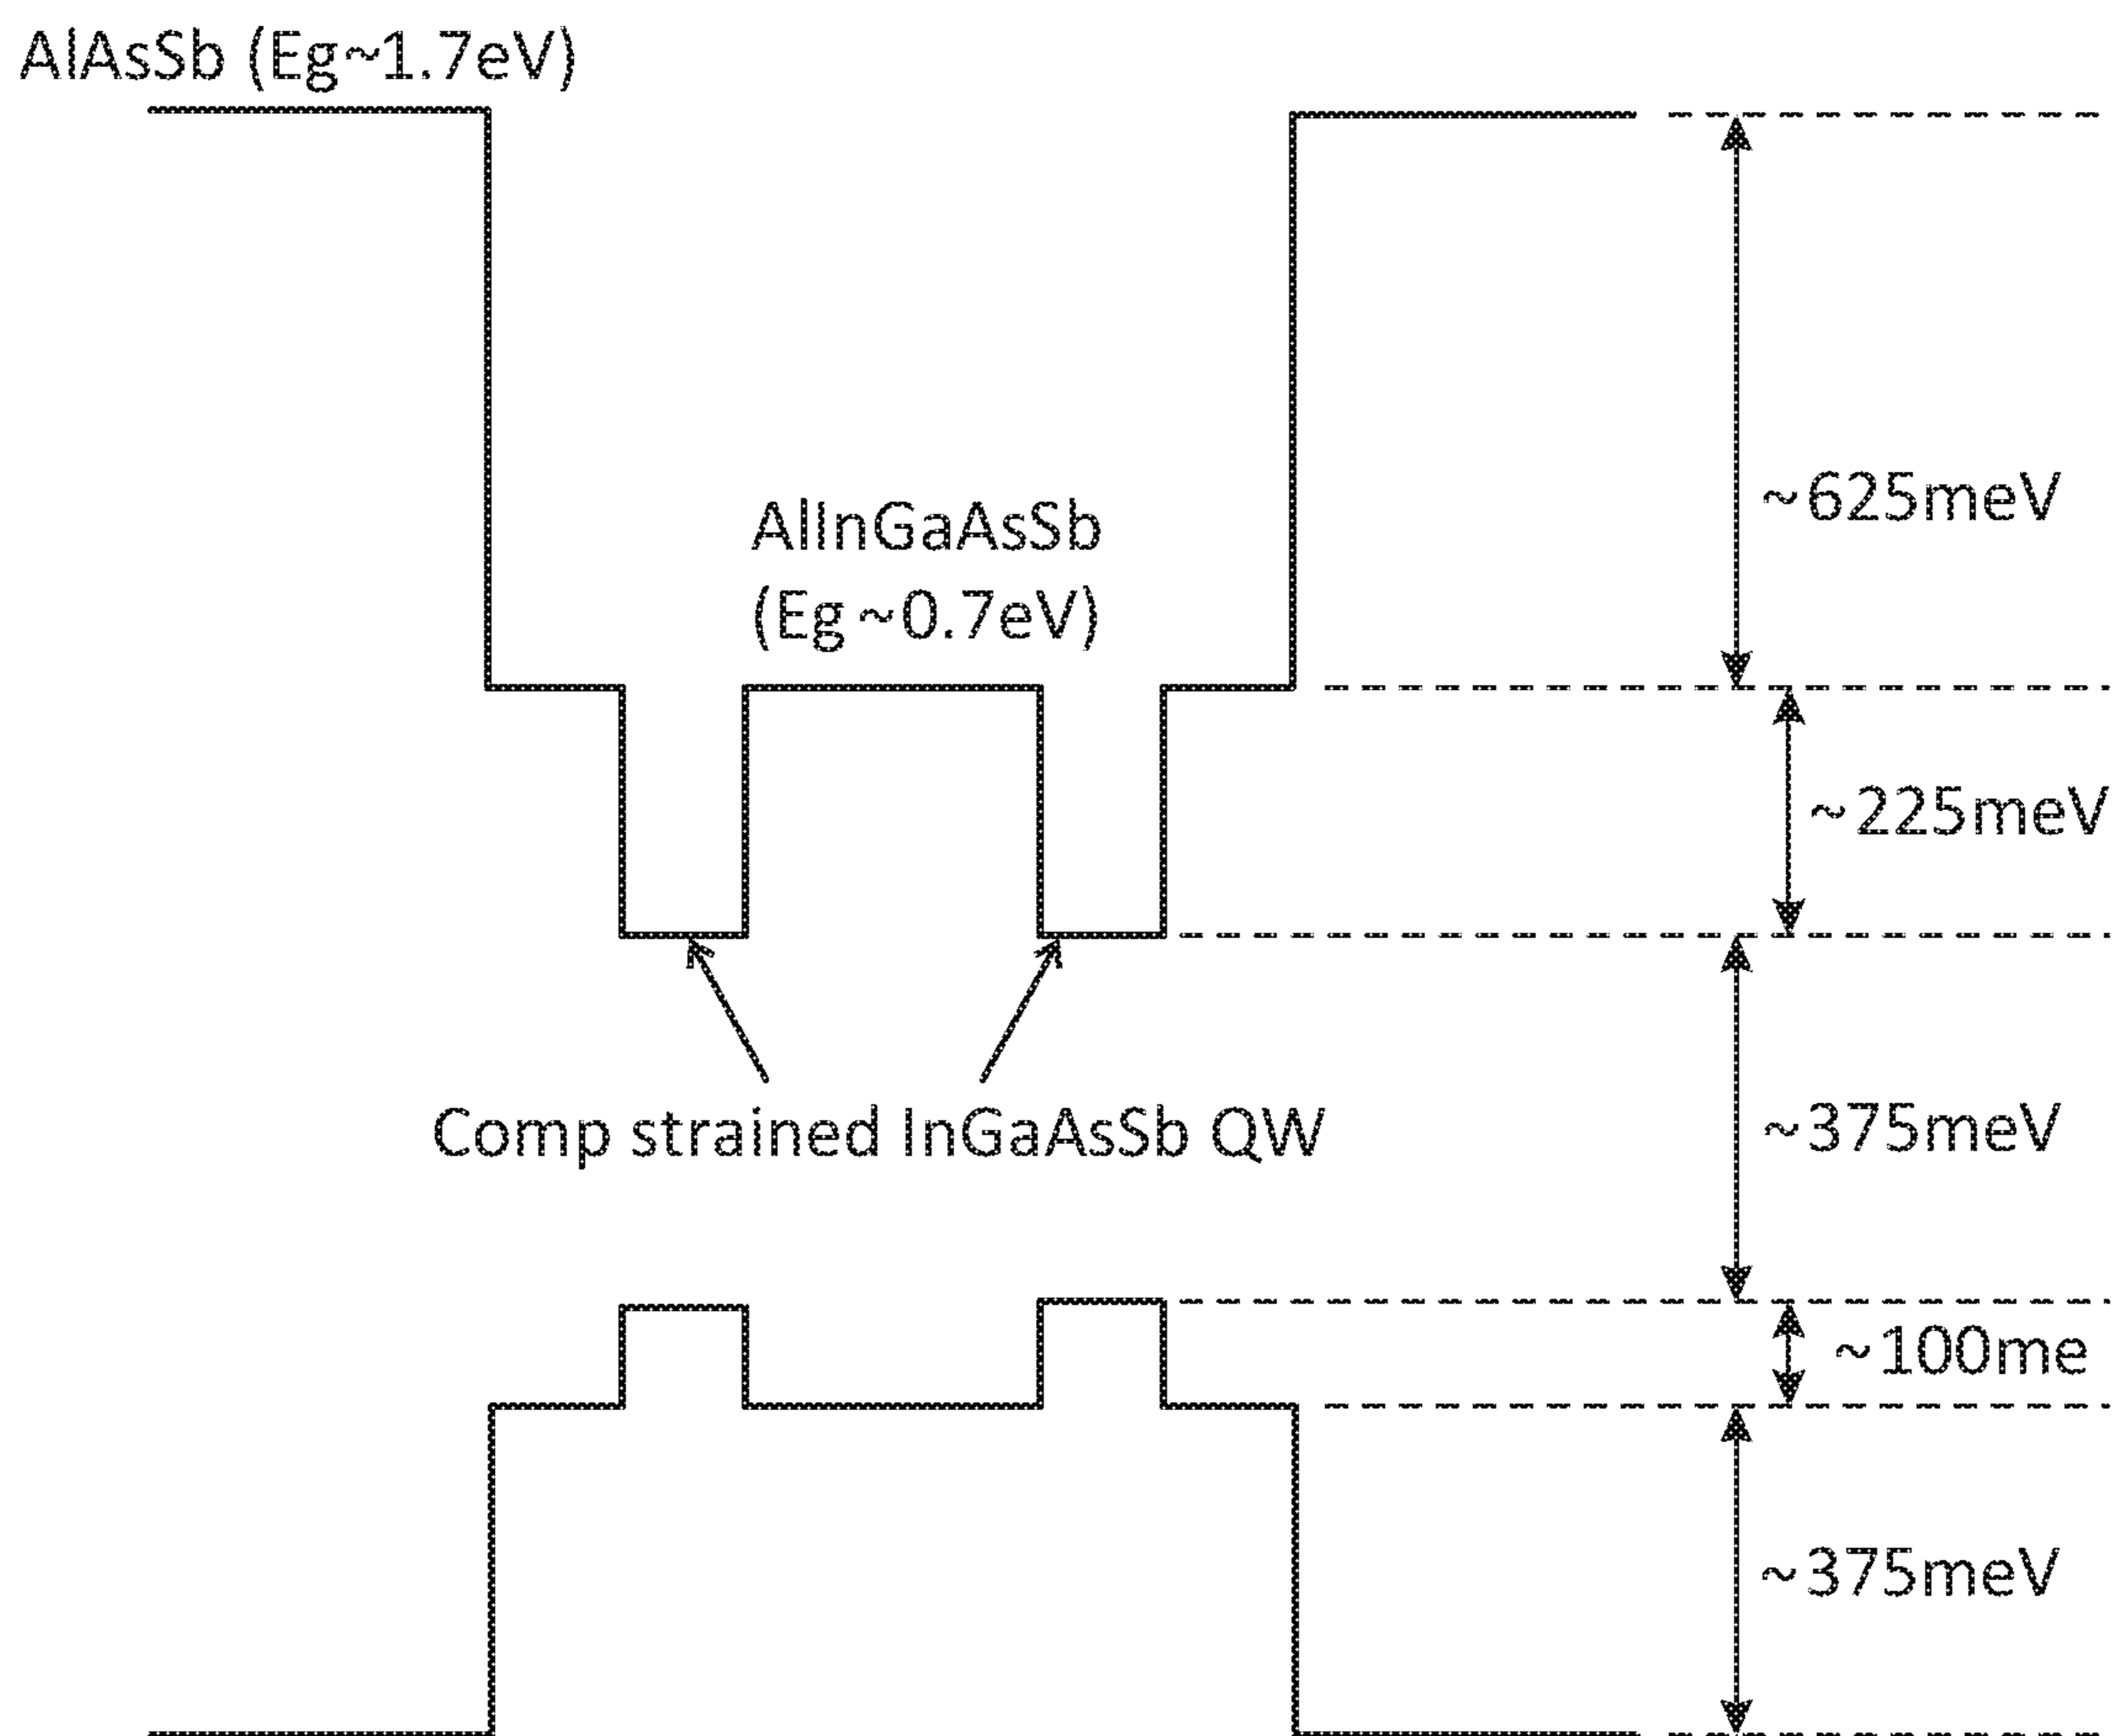 AlAsSb (Eg~1.7eV)
~625meV
AlInGaAsSb
(Eg ~0.7eV)
~225meV
Comp strained InGaAsSb QW
~375meV
~100me
~375meV